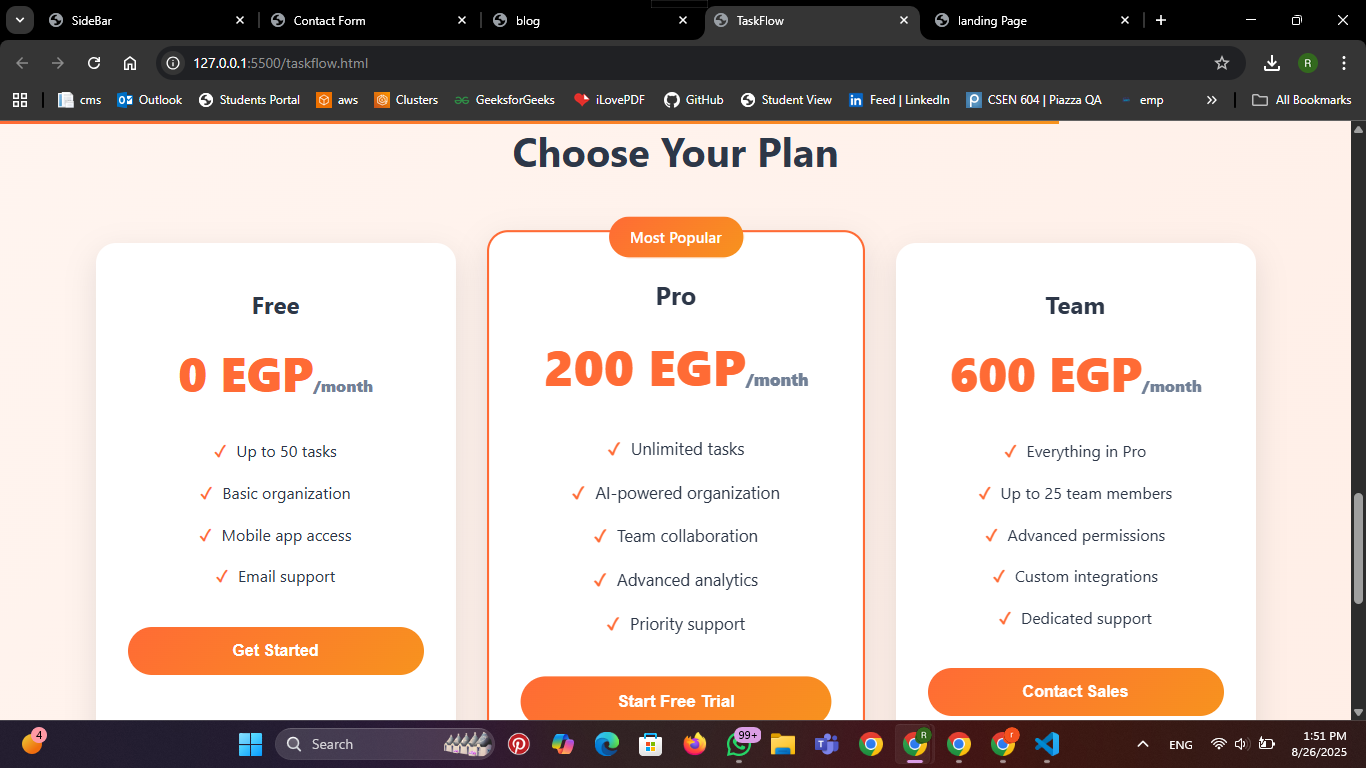 SideBar
Contact Form
blog
TaskFlow
landing Page
127.0.0.1:5500/taskflow.html
R
cms
Outlook
Students Portal
aws
Clusters
GeeksforGeeks
iLovePDF
GitHub
Student View
Feed | LinkedIn
CSEN 604 | Piazza QA
emp
All Bookmarks
Choose Your Plan
Free
0 EGP/month
✓ Up to 50 tasks
✓ Basic organization
✓ Mobile app access
✓ Email support
Get Started
Most Popular
Pro
200 EGP/month
✓ Unlimited tasks
✓ AI-powered organization
✓ Team collaboration
✓ Advanced analytics
✓ Priority support
Start Free Trial
Team
600 EGP/month
✓ Everything in Pro
✓ Up to 25 team members
✓ Advanced permissions
✓ Custom integrations
✓ Dedicated support
Contact Sales
4
Search
99+
R
r
ENG
1:51 PM
8/26/2025